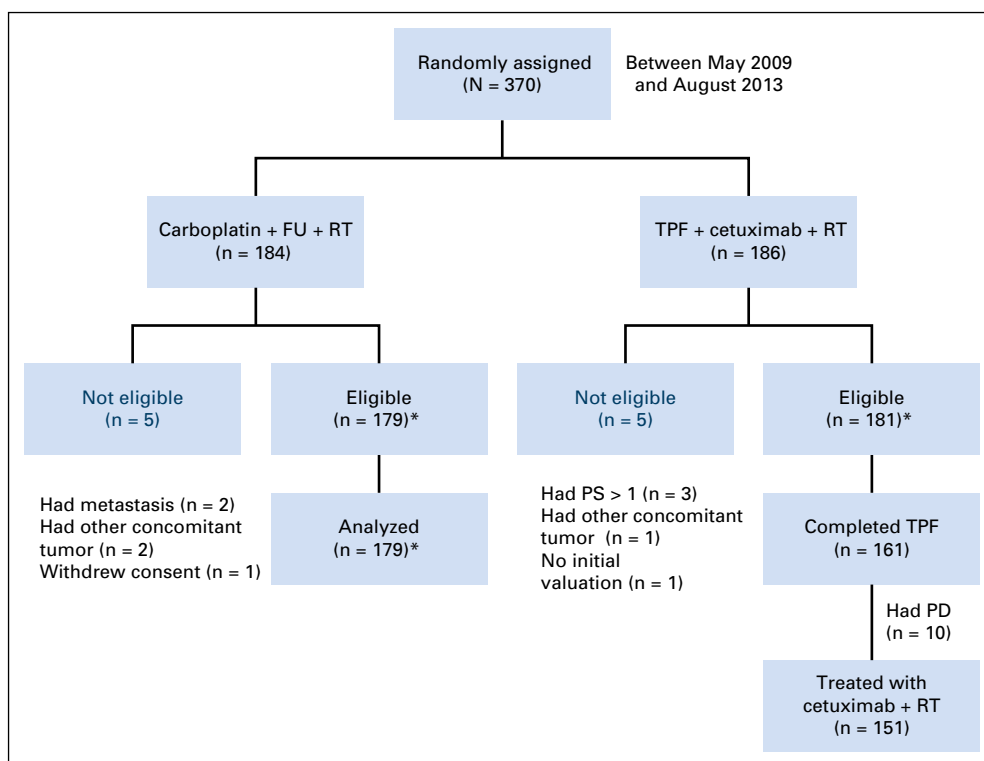 Randomly assigned
(N = 370)
Between May 2009
and August 2013
Carboplatin + FU + RT
(n = 184)
TPF + cetuximab + RT
(n = 186)
Not eligible
(n = 5)
Eligible
(n = 179)*
Not eligible
(n = 5)
Eligible
(n = 181)*
Had metastasis (n = 2)
Had other concomitant
tumor (n = 2)
Withdrew consent (n = 1)
Analyzed
(n = 179)*
Had PS > 1 (n = 3)
Had other concomitant
tumor (n = 1)
No initial
valuation (n = 1)
Completed TPF
(n = 161)
Had PD
(n = 10)
Treated with
cetuximab + RT
(n = 151)